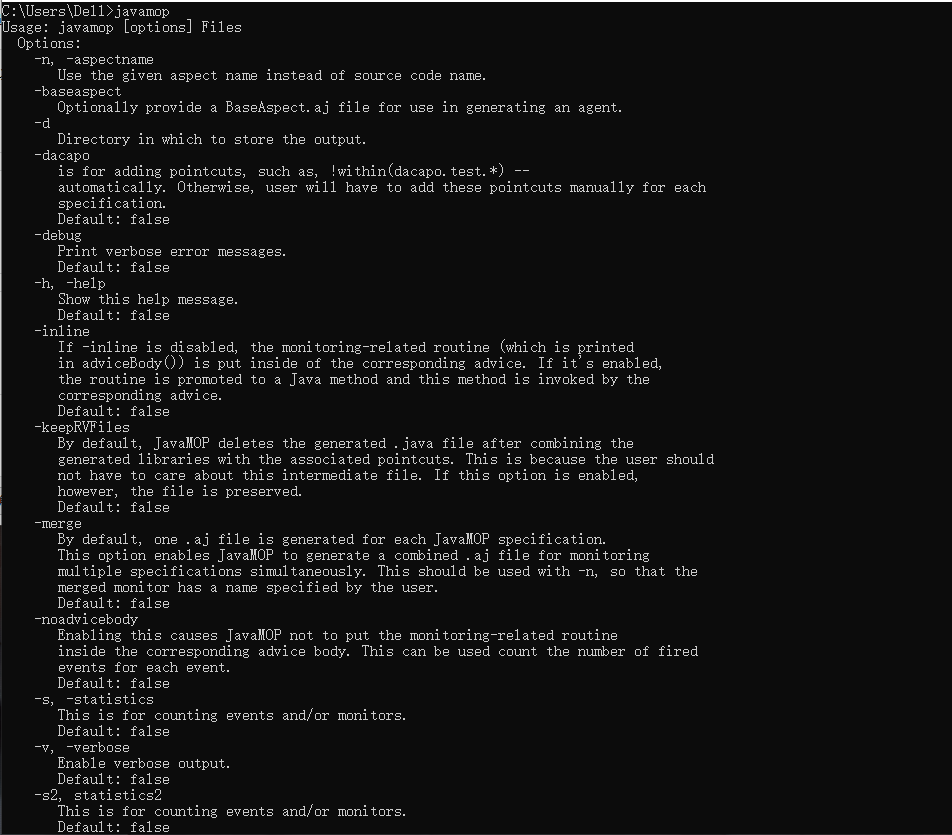 C:\Users\Dell>javamop
Usage: javamop [options] Files
Options:
-n, -aspectname
Use the given aspect name instead of source code name.
-baseaspect
Optionally provide a BaseAspect.aj file for use in generating an agent.
-d
Directory in which to store the output.
-dacapo
is for adding pointcuts, such as, !within(dacapo.test.*) --
automatically. Otherwise, user will have to add these pointcuts manually for each
specification.
Default: false
-debug
Print verbose error messages.
Default: false
-h, -help
Show this help message.
Default: false
-inline
If -inline is disabled, the monitoring-related routine (which is printed
in adviceBody()) is put inside of the corresponding advice. If it's enabled,
the routine is promoted to a Java method and this method is invoked by the
corresponding advice.
Default: false
-keepRVFiles
By default, JavaMOP deletes the generated .java file after combining the
generated libraries with the associated pointcuts. This is because the user should
not have to care about this intermediate file. If this option is enabled,
however, the file is preserved.
Default: false
-merge
By default, one .aj file is generated for each JavaMOP specification.
This option enables JavaMOP to generate a combined .aj file for monitoring
multiple specifications simultaneously. This should be used with -n, so that the
merged monitor has a name specified by the user.
Default: false
-noadvicebody
Enabling this causes JavaMOP not to put the monitoring-related routine
inside the corresponding advice body. This can be used count the number of fired
events for each event.
Default: false
-s, -statistics
This is for counting events and/or monitors.
Default: false
-v, -verbose
Enable verbose output.
Default: false
-s2, statistics2
This is for counting events and/or monitors.
Default: false